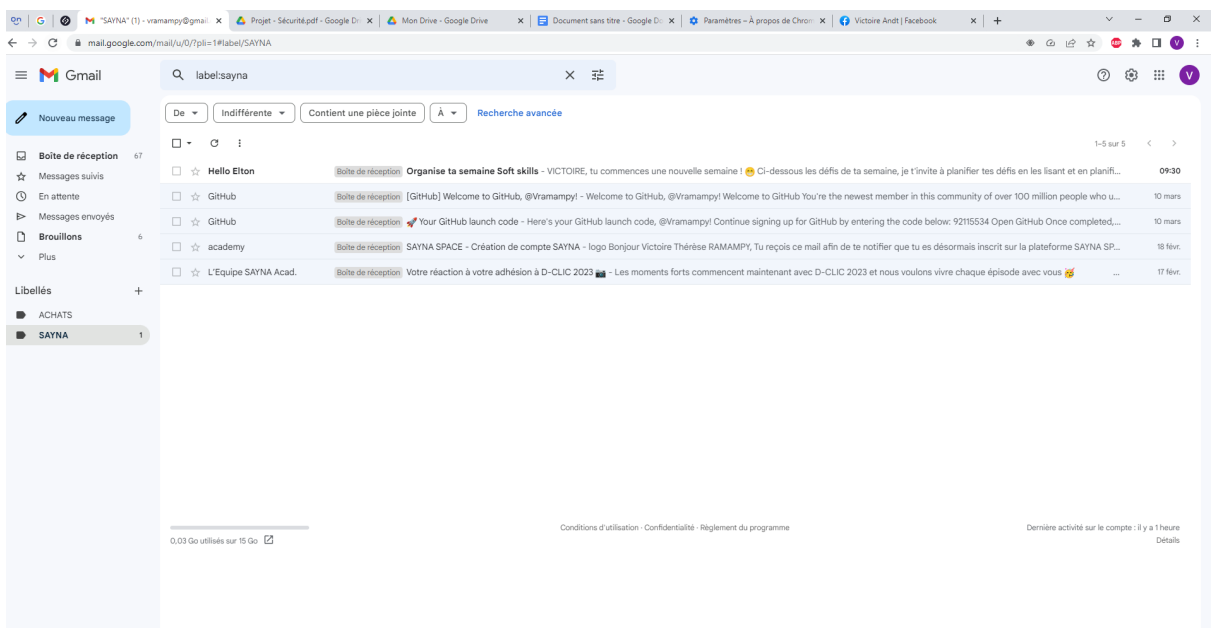 "SAYNA" (1) - vramampy@gmail
Projet - Sécurité.pdf - Google Dri
Mon Drive - Google Drive
Document sans titre - Google Do
Paramètres – À propos de Chrom
Victoire Andt | Facebook
mail.google.com/mail/u/0/?pli=1#label/SAYNA
ABP
V
Gmail
label:sayna
V
Nouveau message
De
Indifférente
Contient une pièce jointe
À
Recherche avancée
1–5 sur 5
Boîte de réception 67
Messages suivis
En attente
Messages envoyés
Brouillons 6
Plus
Libellés
ACHATS
SAYNA 1
Hello Elton Boîte de réception Organise ta semaine Soft skills - VICTOIRE, tu commences une nouvelle semaine ! 😁 Ci-dessous les défis de ta semaine, je t'invite à planifier tes défis en les lisant et en planifi... 09:30
GitHub Boîte de réception [GitHub] Welcome to GitHub, @Vramampy! - Welcome to GitHub, @Vramampy! Welcome to GitHub You're the newest member in this community of over 100 million people who u... 10 mars
GitHub Boîte de réception 🚀 Your GitHub launch code - Here's your GitHub launch code, @Vramampy! Continue signing up for GitHub by entering the code below: 92115534 Open GitHub Once completed,... 10 mars
academy Boîte de réception SAYNA SPACE - Création de compte SAYNA - logo Bonjour Victoire Thérèse RAMAMPY, Tu reçois ce mail afin de te notifier que tu es désormais inscrit sur la plateforme SAYNA SP... 18 févr.
L'Equipe SAYNA Acad. Boîte de réception Votre réaction à votre adhésion à D-CLIC 2023 📷 - Les moments forts commencent maintenant avec D-CLIC 2023 et nous voulons vivre chaque épisode avec vous 🥳 ... 17 févr.
0,03 Go utilisés sur 15 Go
Conditions d'utilisation · Confidentialité · Règlement du programme
Dernière activité sur le compte : il y a 1 heure
Détails